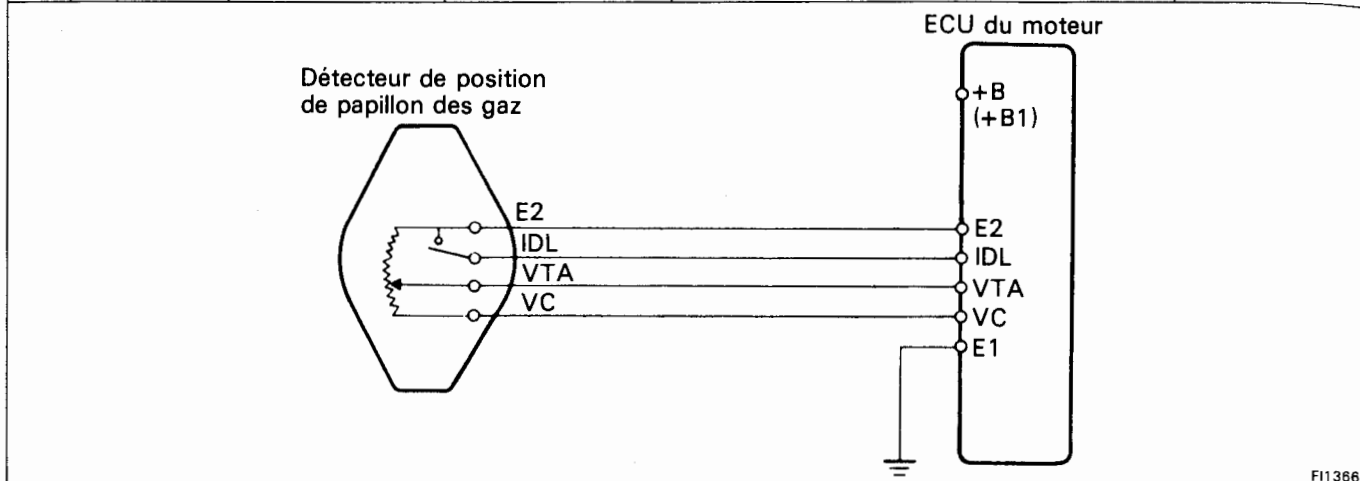 ECU du moteur
Détecteur de position
de papillon des gaz
+B
(+B1)
E2
IDL
VTA
VC
E2
IDL
VTA
VC
E1
FI1366